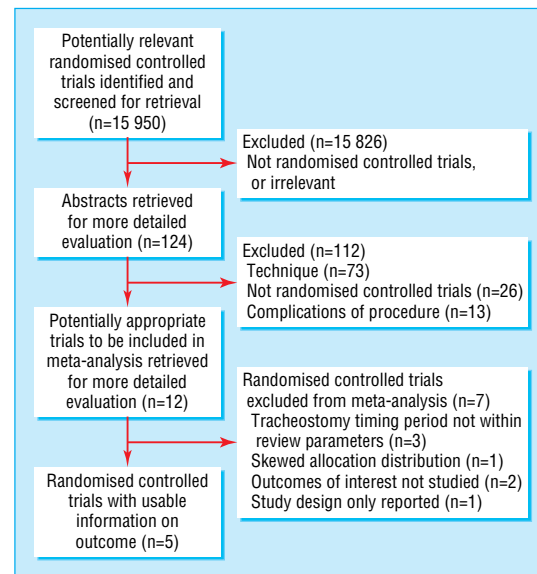 Potentially relevant
randomised controlled
trials identified and
screened for retrieval
(n=15 950)
Excluded (n=15 826)
Not randomised controlled trials,
or irrelevant
Abstracts retrieved
for more detailed
evaluation (n=124)
Excluded (n=112)
Technique (n=73)
Not randomised controlled trials (n=26)
Complications of procedure (n=13)
Potentially appropriate
trials to be included in
meta-analysis retrieved
for more detailed
evaluation (n=12)
Randomised controlled trials
excluded from meta-analysis (n=7)
Tracheostomy timing period not within
review parameters (n=3)
Skewed allocation distribution (n=1)
Outcomes of interest not studied (n=2)
Study design only reported (n=1)
Randomised controlled
trials with usable
information on
outcome (n=5)